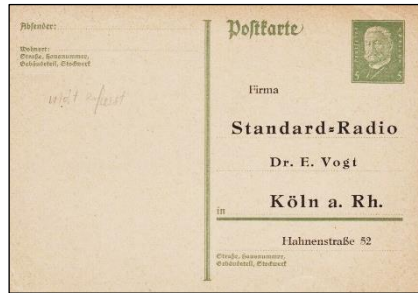 Absender:
Wohnort:
Straße, Hausnummer,
Gebäudeteil, Stockwerk
Postkarte
5 5
Firma
Standard=Radio
Dr. E. Vogt
Köln a. Rh.
in
Hahnenstraße 52
Straße, Hausnummer,
Gebäudeteil, Stockwerk